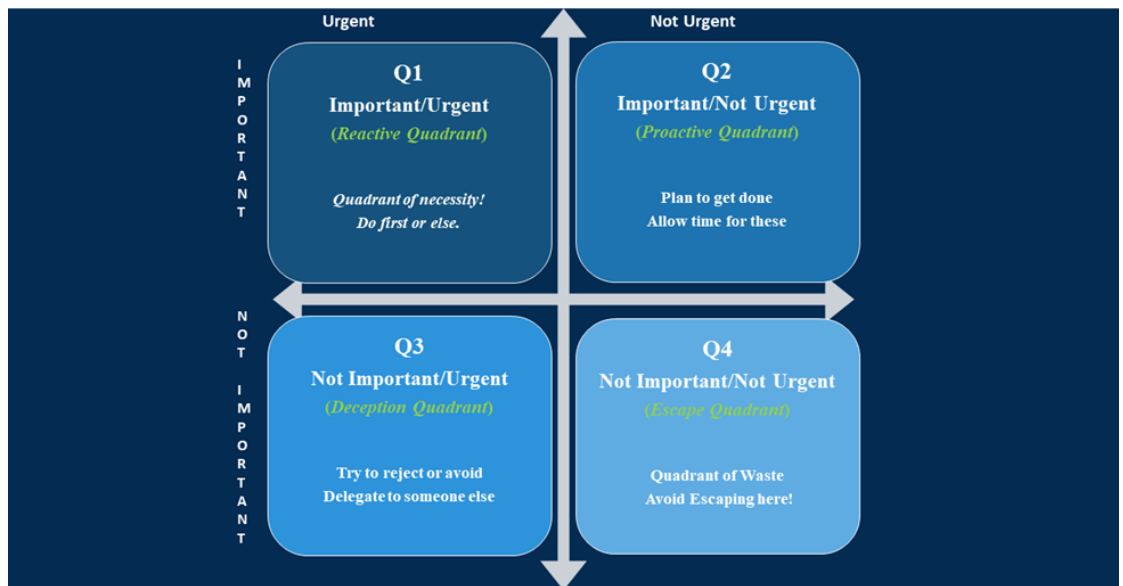 Urgent
Not Urgent
IMPORTANT
Q1
Important/Urgent
(Reactive Quadrant)
Quadrant of necessity!
Do first or else.
Q2
Important/Not Urgent
(Proactive Quadrant)
Plan to get done
Allow time for these
NOT IMPORTANT
Q3
Not Important/Urgent
(Deception Quadrant)
Try to reject or avoid
Delegate to someone else
Q4
Not Important/Not Urgent
(Escape Quadrant)
Quadrant of Waste
Avoid Escaping here!